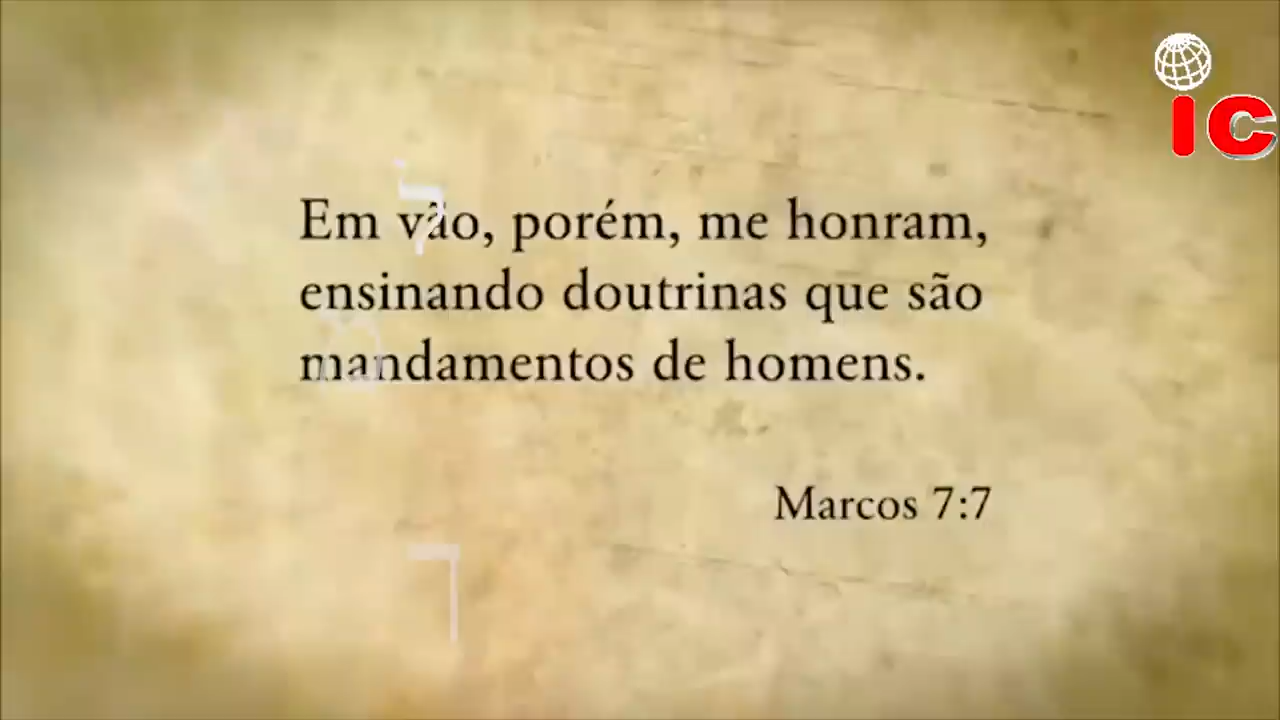 IC
Em vão, porém, me honram,
ensinando doutrinas que são
mandamentos de homens.
Marcos 7:7